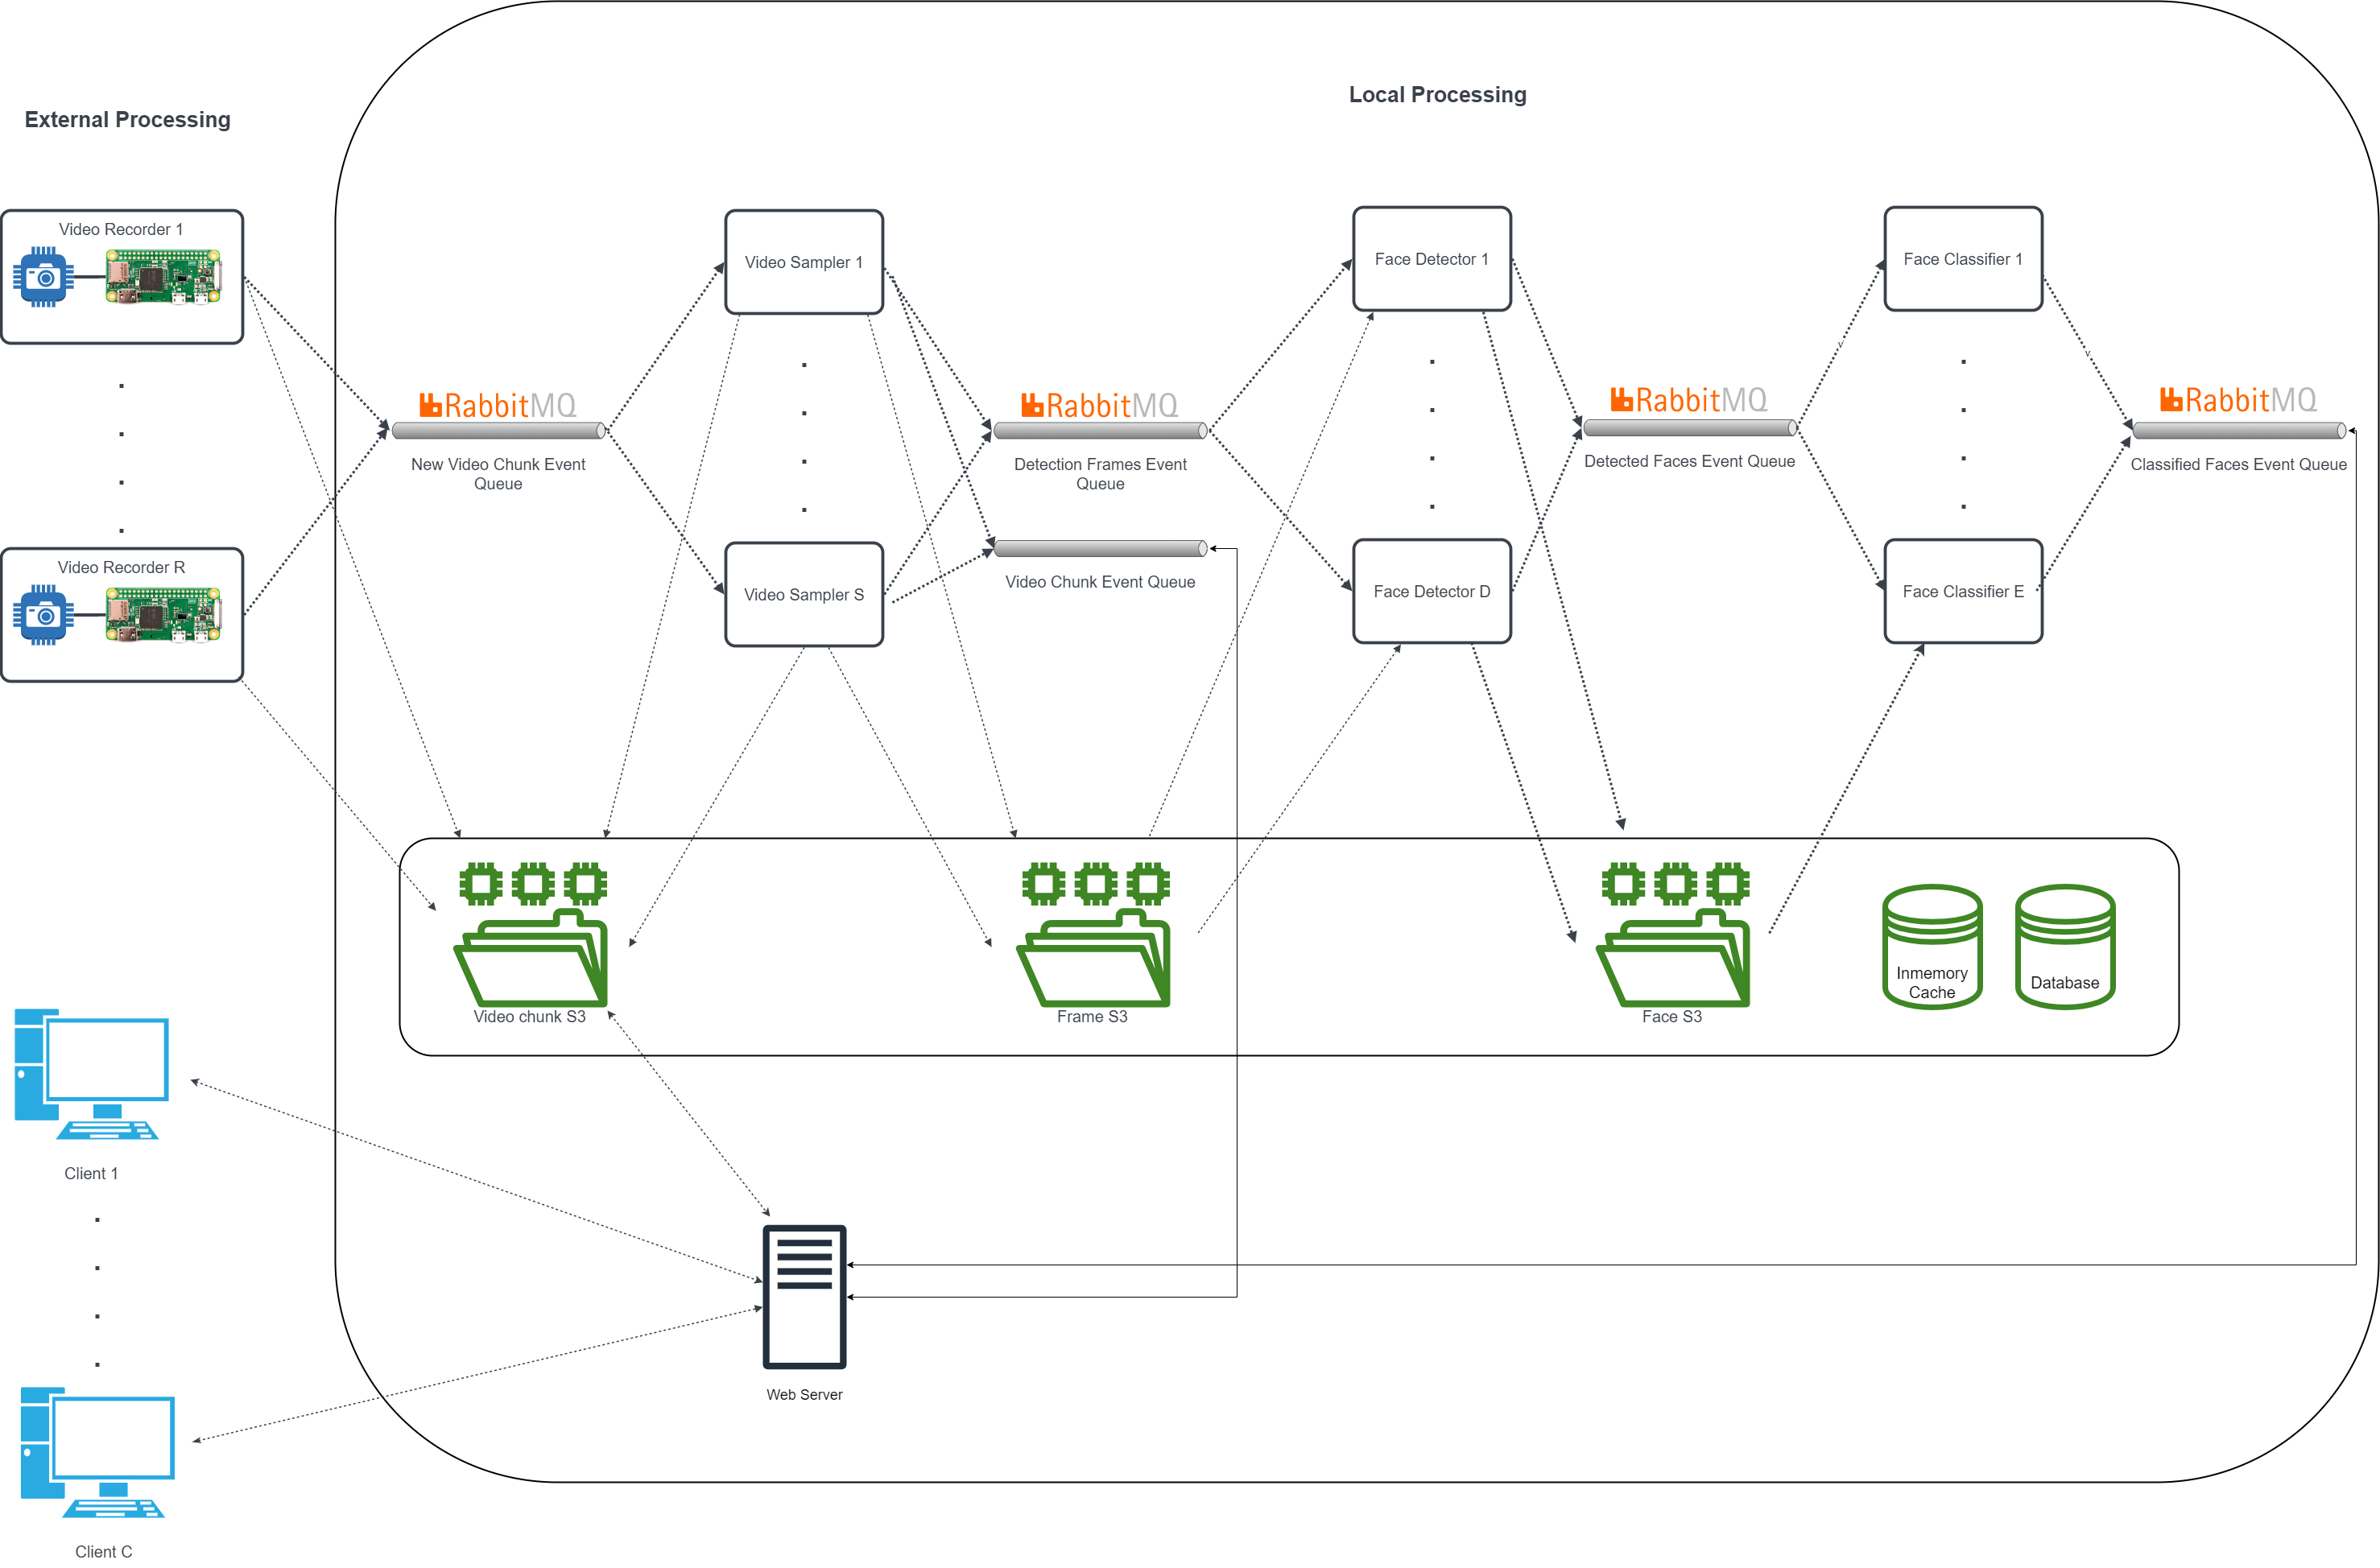 Local Processing
External Processing
Video Recorder 1
Video Sampler 1
Face Detector 1
Face Classifier 1
RabbitMQ
RabbitMQ
RabbitMQ
RabbitMQ
New Video Chunk Event
Queue
Detection Frames Event
Queue
Detected Faces Event Queue
Classified Faces Event Queue
Video Recorder R
Video Sampler S
Video Chunk Event Queue
Face Detector D
Face Classifier E
Video chunk S3
Frame S3
Face S3
Inmemory
Cache
Database
Client 1
Web Server
Client C